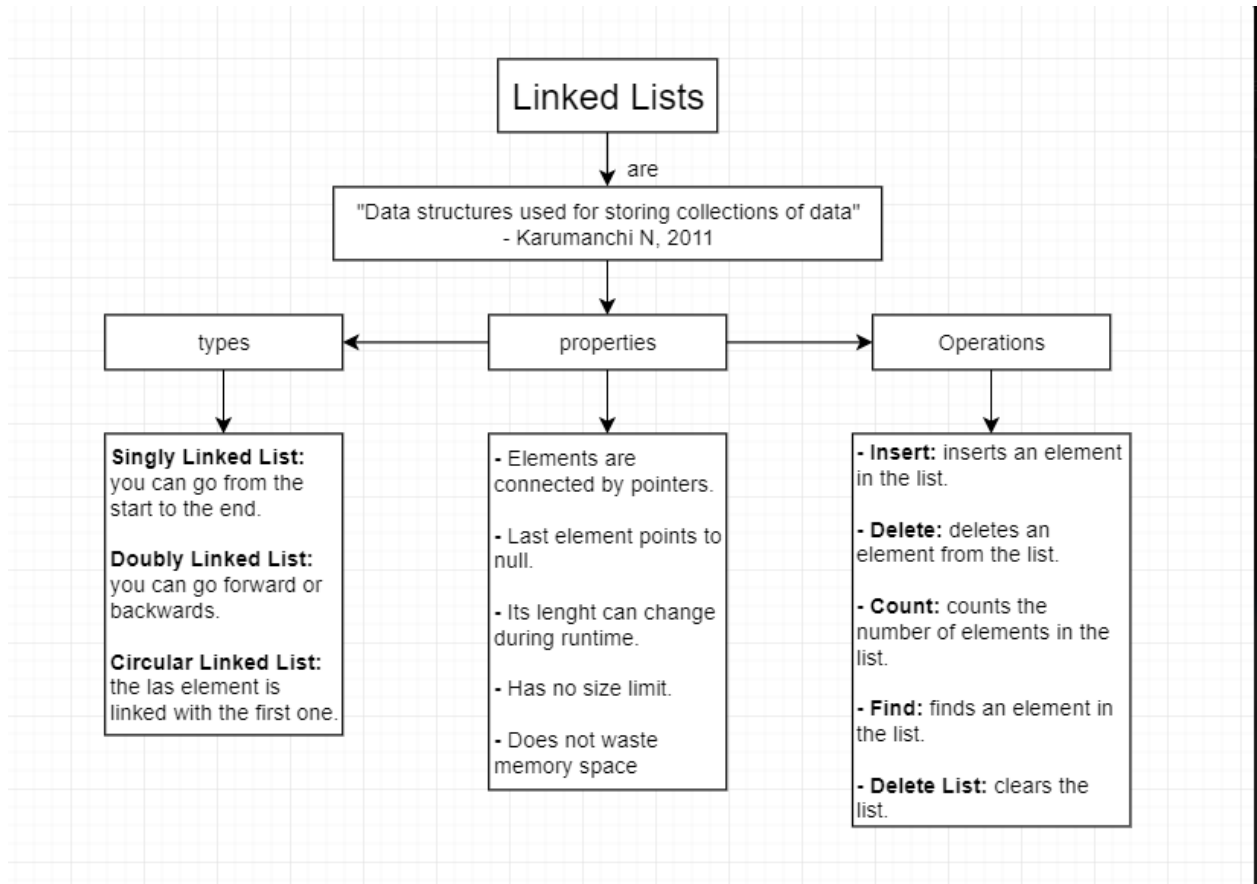 Linked Lists
are
"Data structures used for storing collections of data"
- Karumanchi N, 2011
types
properties
Operations
Singly Linked List:
you can go from the
start to the end.
Doubly Linked List:
you can go forward or
backwards.
Circular Linked List:
the las element is
linked with the first one.
- Elements are
connected by pointers.
- Last element points to
null.
- Its lenght can change
during runtime.
- Has no size limit.
- Does not waste
memory space
- Insert: inserts an element
in the list.
- Delete: deletes an
element from the list.
- Count: counts the
number of elements in the
list.
- Find: finds an element in
the list.
- Delete List: clears the
list.